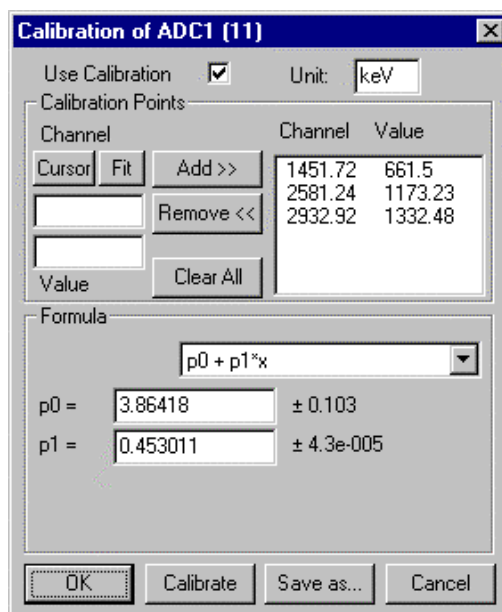 Calibration of ADC1 (11)
Use Calibration Unit: keV
Calibration Points
Channel
Channel Value
Cursor Fit Add >>
Remove <<
Value
Clear All
1451.72 661.5
2581.24 1173.23
2932.92 1332.48
Formula
p0 + p1*x
p0 = 3.86418 ± 0.103
p1 = 0.453011 ± 4.3e-005
OK Calibrate Save as... Cancel